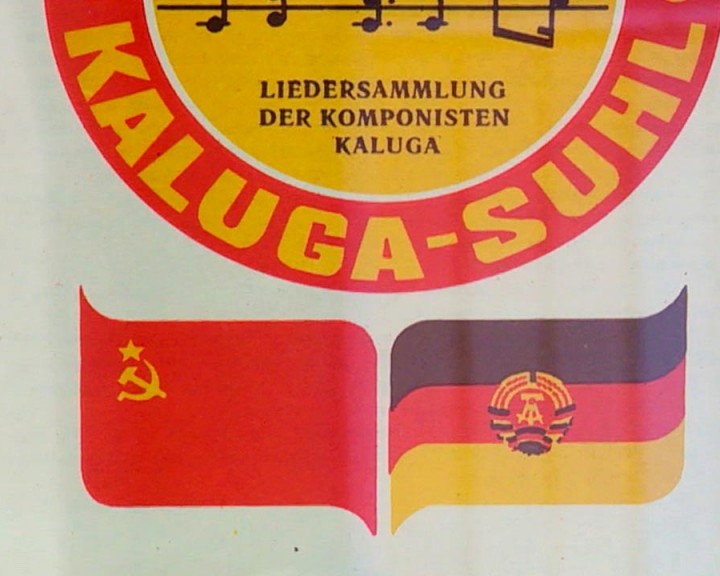 LIEDERSAMMLUNG
DER KOMPONISTEN
KALUGA
KALUGA-SUHL